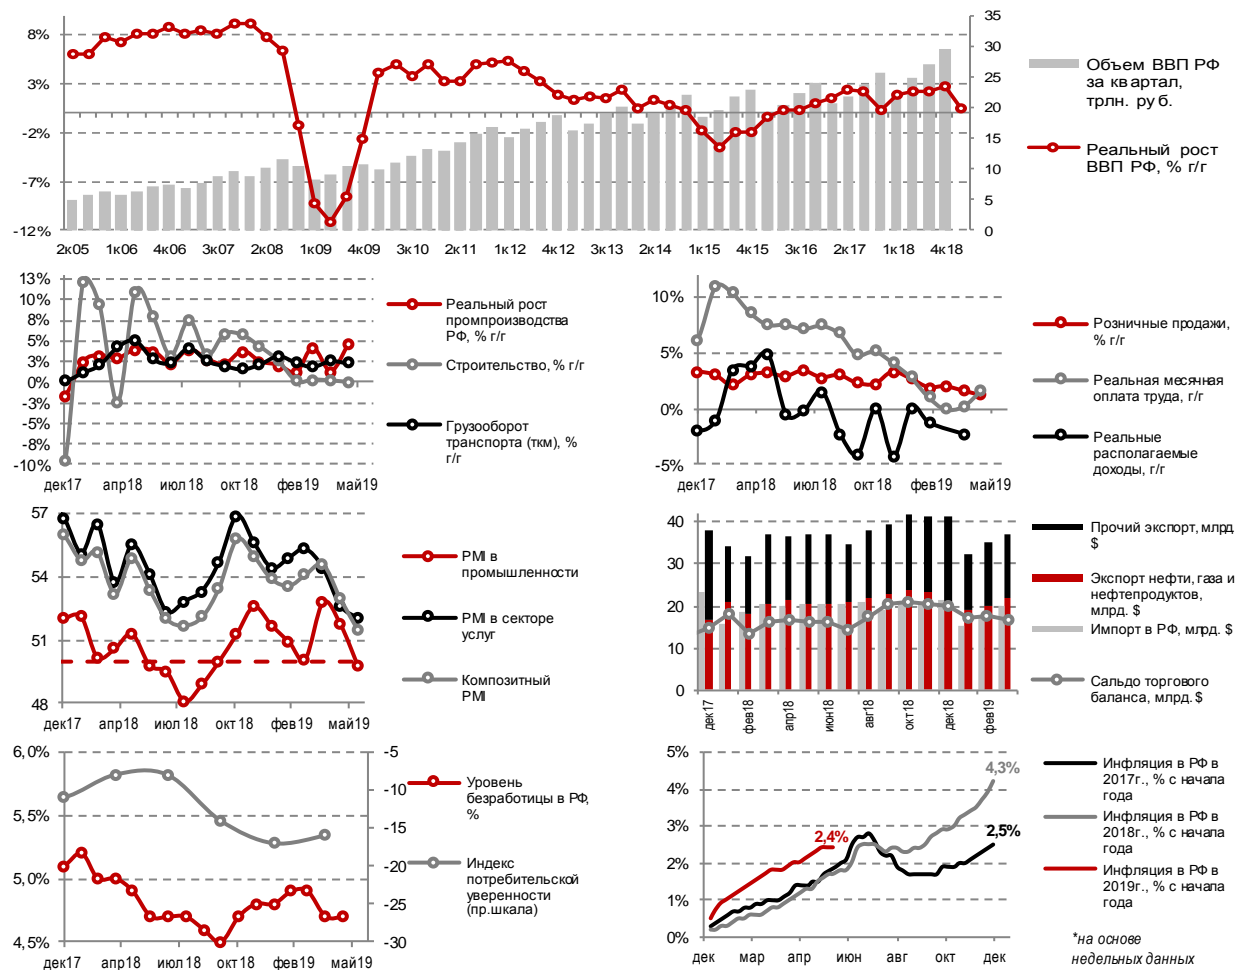 8%
3%
-2%
-7%
-12%
35
30
25
20
15
10
5
0
2к05
1к06
4к06
3к07
2к08
1к09
4к09
3к10
2к11
1к12
4к12
3к13
2к14
1к15
4к15
3к16
2к17
1к18
4к18
Объем ВВП РФ
за квартал,
трлн. руб.
Реальный рост
ВВП РФ, % г/г
13%
10%
8%
5%
3%
0%
-3%
-5%
-8%
-10%
дек17
апр18
июл18
окт18
фев19
май19
Реальный рост
промпроизводства
РФ, % г/г
Строительство, % г/г
Грузооборот
транспорта (ткм), %
г/г
10%
5%
0%
-5%
дек17
апр18
июл18
окт18
фев19
май19
Розничные продажи,
% г/г
Реальная месячная
оплата труда, г/г
Реальные
располагаемые
доходы, г/г
57
54
51
48
дек17
апр18
июл18
окт18
фев19
май19
PMI в
промышленности
PMI в секторе
услуг
Композитный
PMI
40
30
20
10
0
дек17
фев18
апр18
июн18
авг18
окт18
дек18
фев19
Прочий экспорт, млрд.
$
Экспорт нефти, газа и
нефтепродуктов,
млрд. $
Импорт в РФ, млрд. $
Сальдо торгового
баланса, млрд. $
6,0%
5,5%
5,0%
4,5%
-5
-10
-15
-20
-25
-30
дек17
апр18
июл18
окт18
фев19
май19
Уровень
безработицы в РФ,
%
Индекс
потребительской
уверенности
(пр.шкала)
5%
4%
3%
2%
1%
0%
4,3%
2,5%
2,4%
дек
мар
апр
июн
авг
окт
дек
Инфляция в РФ в
2017г., % с начала
года
Инфляция в РФ в
2018г., % с начала
года
Инфляция в РФ в
2019г., % с начала
года
*на основе
недельных данных